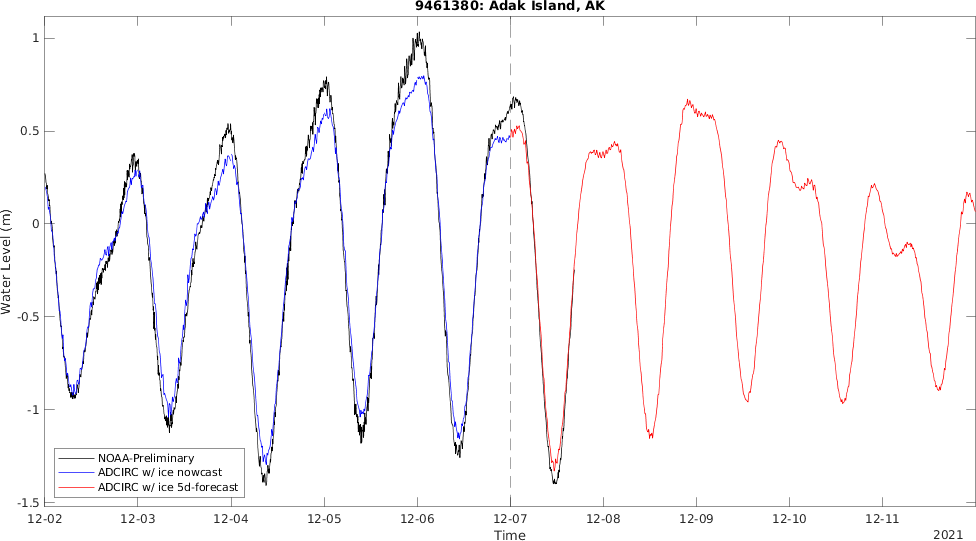 9461380: Adak Island, AK
Water Level (m)
1
0.5
0
-0.5
-1
-1.5
NOAA-Preliminary
ADCIRC w/ ice nowcast
ADCIRC w/ ice 5d-forecast
12-02 12-03 12-04 12-05 12-06 12-07 12-08 12-09 12-10 12-11
Time
2021